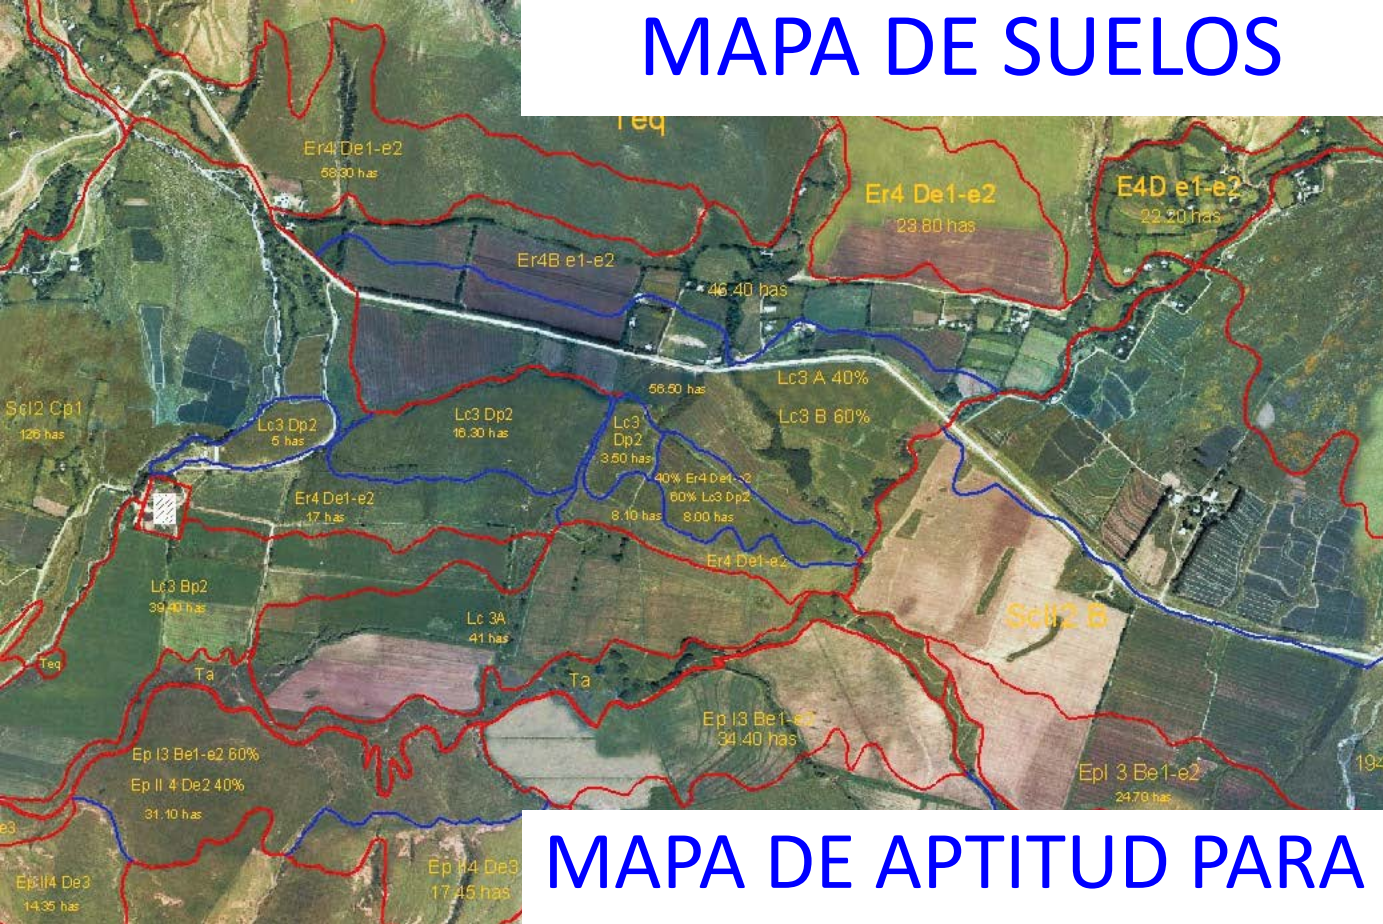 MAPA DE SUELOS
Teq
Er4 De1-e2
58.30 has
Er4 De1-e2
23.80 has
E4D e1-e2
22.20 has
Er4B e1-e2
46.40 has
56.50 has
Lc3 A 40%
Lc3 B 60%
Scl2 Cp1
126 has
Lc3 Dp2
5 has
Lc3 Dp2
16.30 has
Lc3
Dp2
3.50 has
40% Er4 De1-e2
60% Lc3 Dp2
8.00 has
8.10 has
Er4 De1-e2
17 has
Er4 De1-e2
Lc3 Bp2
39.40 has
Lc 3A
41 has
ScII2 B
Teq
Ta
Ta
Ep I3 Be1-e2
34.40 has
Ep I3 Be1-e2 60%
Ep II 4 De2 40%
31.10 has
EpI 3 Be1-e2
24.70 has
194
e3
Ep II4 De3
14.35 has
Ep II4 De3
17.45 has
MAPA DE APTITUD PARA